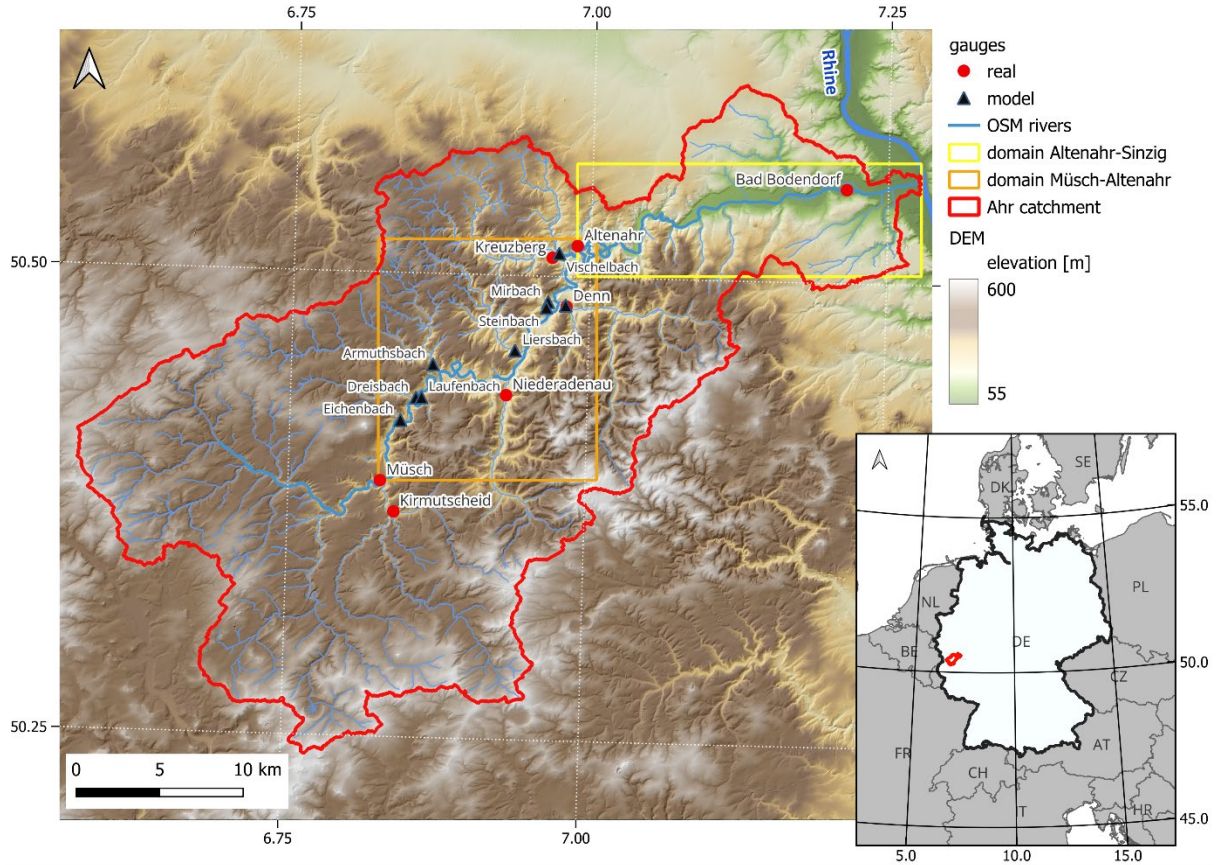 6.75
7.00
7.25
50.50
50.25
6.75
7.00
Rhine
Bad Bodendorf
Altenahr
Kreuzberg
Vischelbach
Mirbach
Denn
Steinbach
Liersbach
Armuthsbach
Dreisbach
Laufenbach
Niederadenau
Eichenbach
Müsch
Kirmutscheid
0 5 10 km
gauges
real
model
OSM rivers
domain Altenahr-Sinzig
domain Müsch-Altenahr
Ahr catchment
DEM
elevation [m]
600
55
SE
DK
55.0
NL
PL
DE
BE
50.0
CZ
FR
AT
CH
IT
HR
45.0
5.0
10.0
15.0